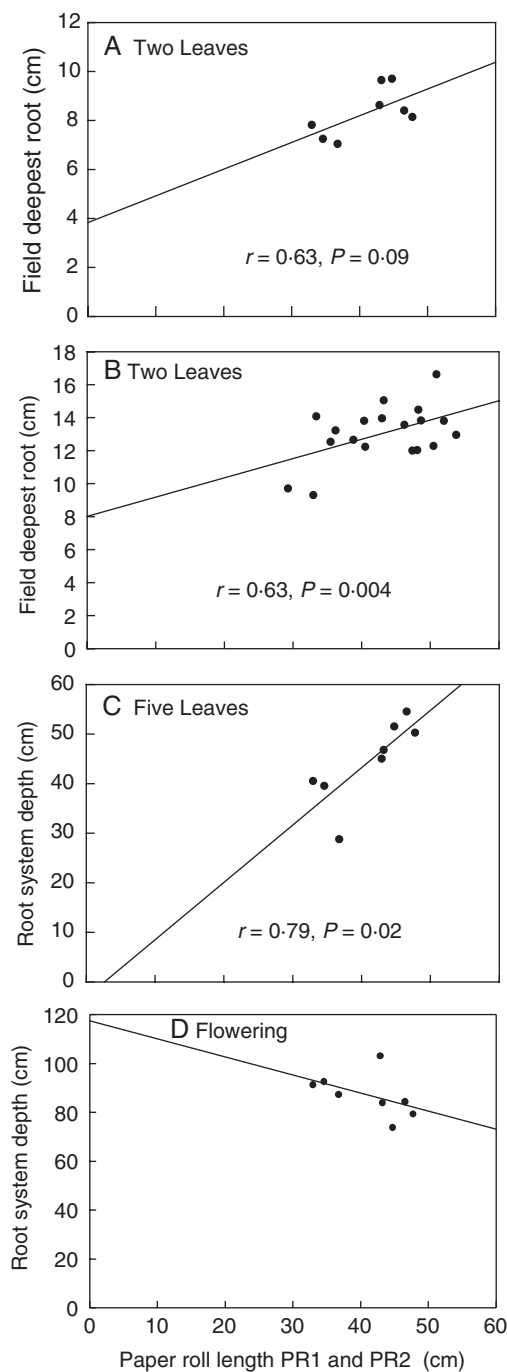 A Two Leaves
12
10
8
6
4
2
0
Field deepest root (cm)
r = 0·63, P = 0·09
B Two Leaves
18
16
14
12
10
8
6
4
2
0
Field deepest root (cm)
r = 0·63, P = 0·004
C Five Leaves
60
50
40
30
20
10
0
Root system depth (cm)
r = 0·79, P = 0·02
D Flowering
120
100
80
60
40
20
0
Root system depth (cm)
0 10 20 30 40 50 60
Paper roll length PR1 and PR2 (cm)